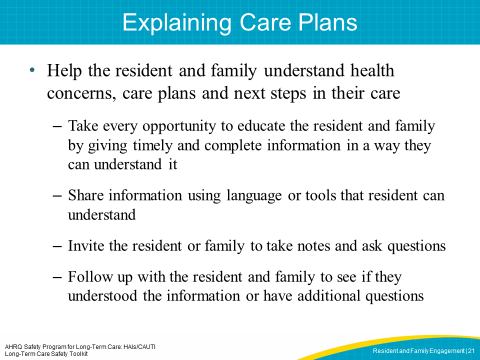 Explaining Care Plans
• Help the resident and family understand health
concerns, care plans and next steps in their care
– Take every opportunity to educate the resident and family
by giving timely and complete information in a way they
can understand it
– Share information using language or tools that resident can
understand
– Invite the resident or family to take notes and ask questions
– Follow up with the resident and family to see if they
understood the information or have additional questions
AHRQ Safety Program for Long-Term Care: HAIs/CAUTI
Long-Term Care Safety Toolkit
Resident and Family Engagement | 21